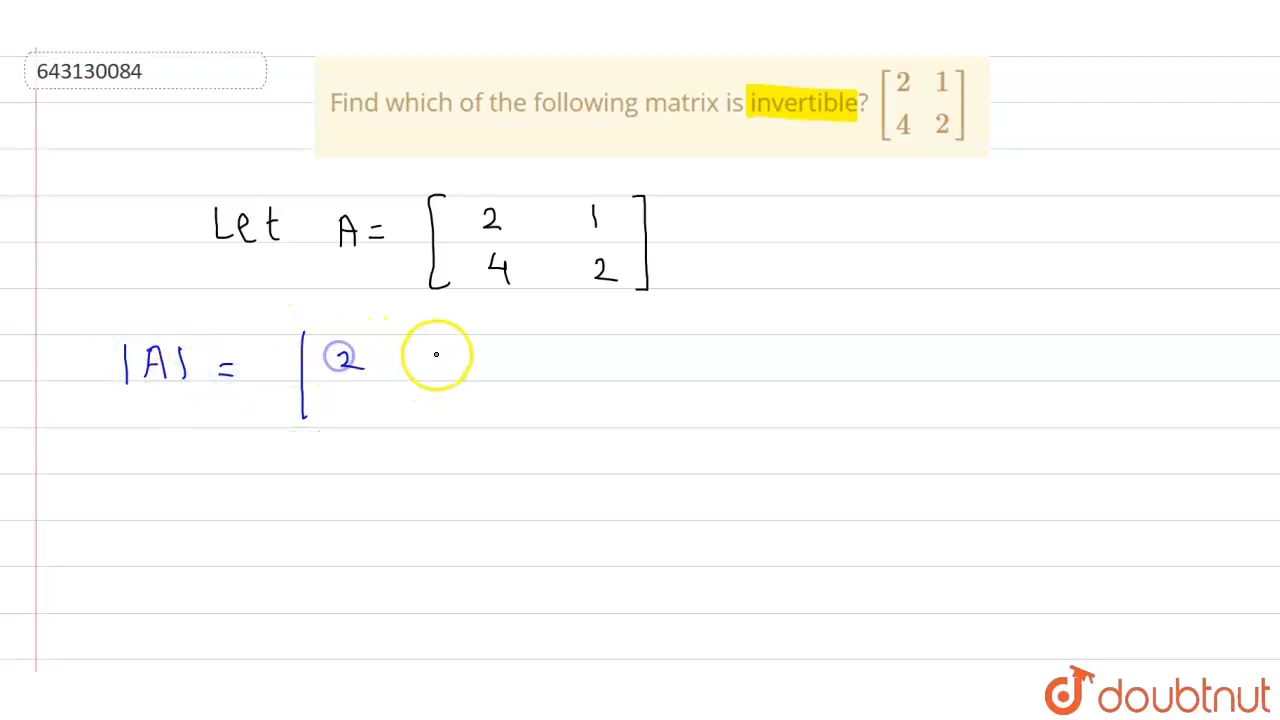 643130084
Find which of the following matrix is invertible? [2 1
4 2]
Let A = [2 1
4 2]
|A| = |2
doubtnut